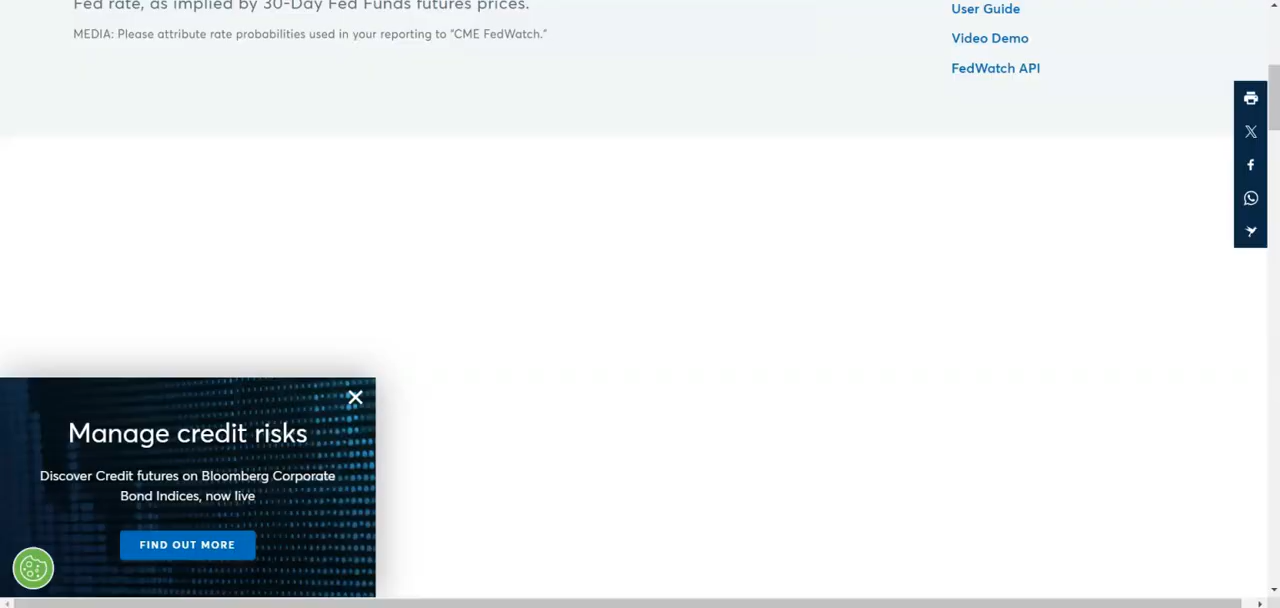 Fed rate, as implied by 30-Day Fed Funds futures prices.
MEDIA: Please attribute rate probabilities used in your reporting to “CME FedWatch.”
User Guide
Video Demo
FedWatch API
Manage credit risks
Discover Credit futures on Bloomberg Corporate
Bond Indices, now live
FIND OUT MORE